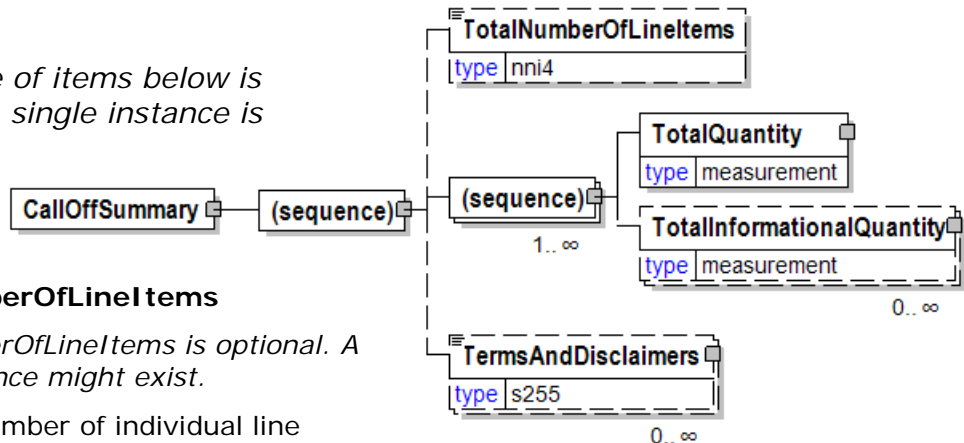 TotalNumberOfLineItems
type nni4
e of items below is
single instance is
TotalQuantity
type measurement
CallOffSummary
(sequence)
(sequence)
1.. ∞
TotalInformationalQuantity
type measurement
0.. ∞
berOfLineItems
erOfLineItems is optional. A
nce might exist.
TermsAndDisclaimers
type s255
mber of individual line
0.. ∞